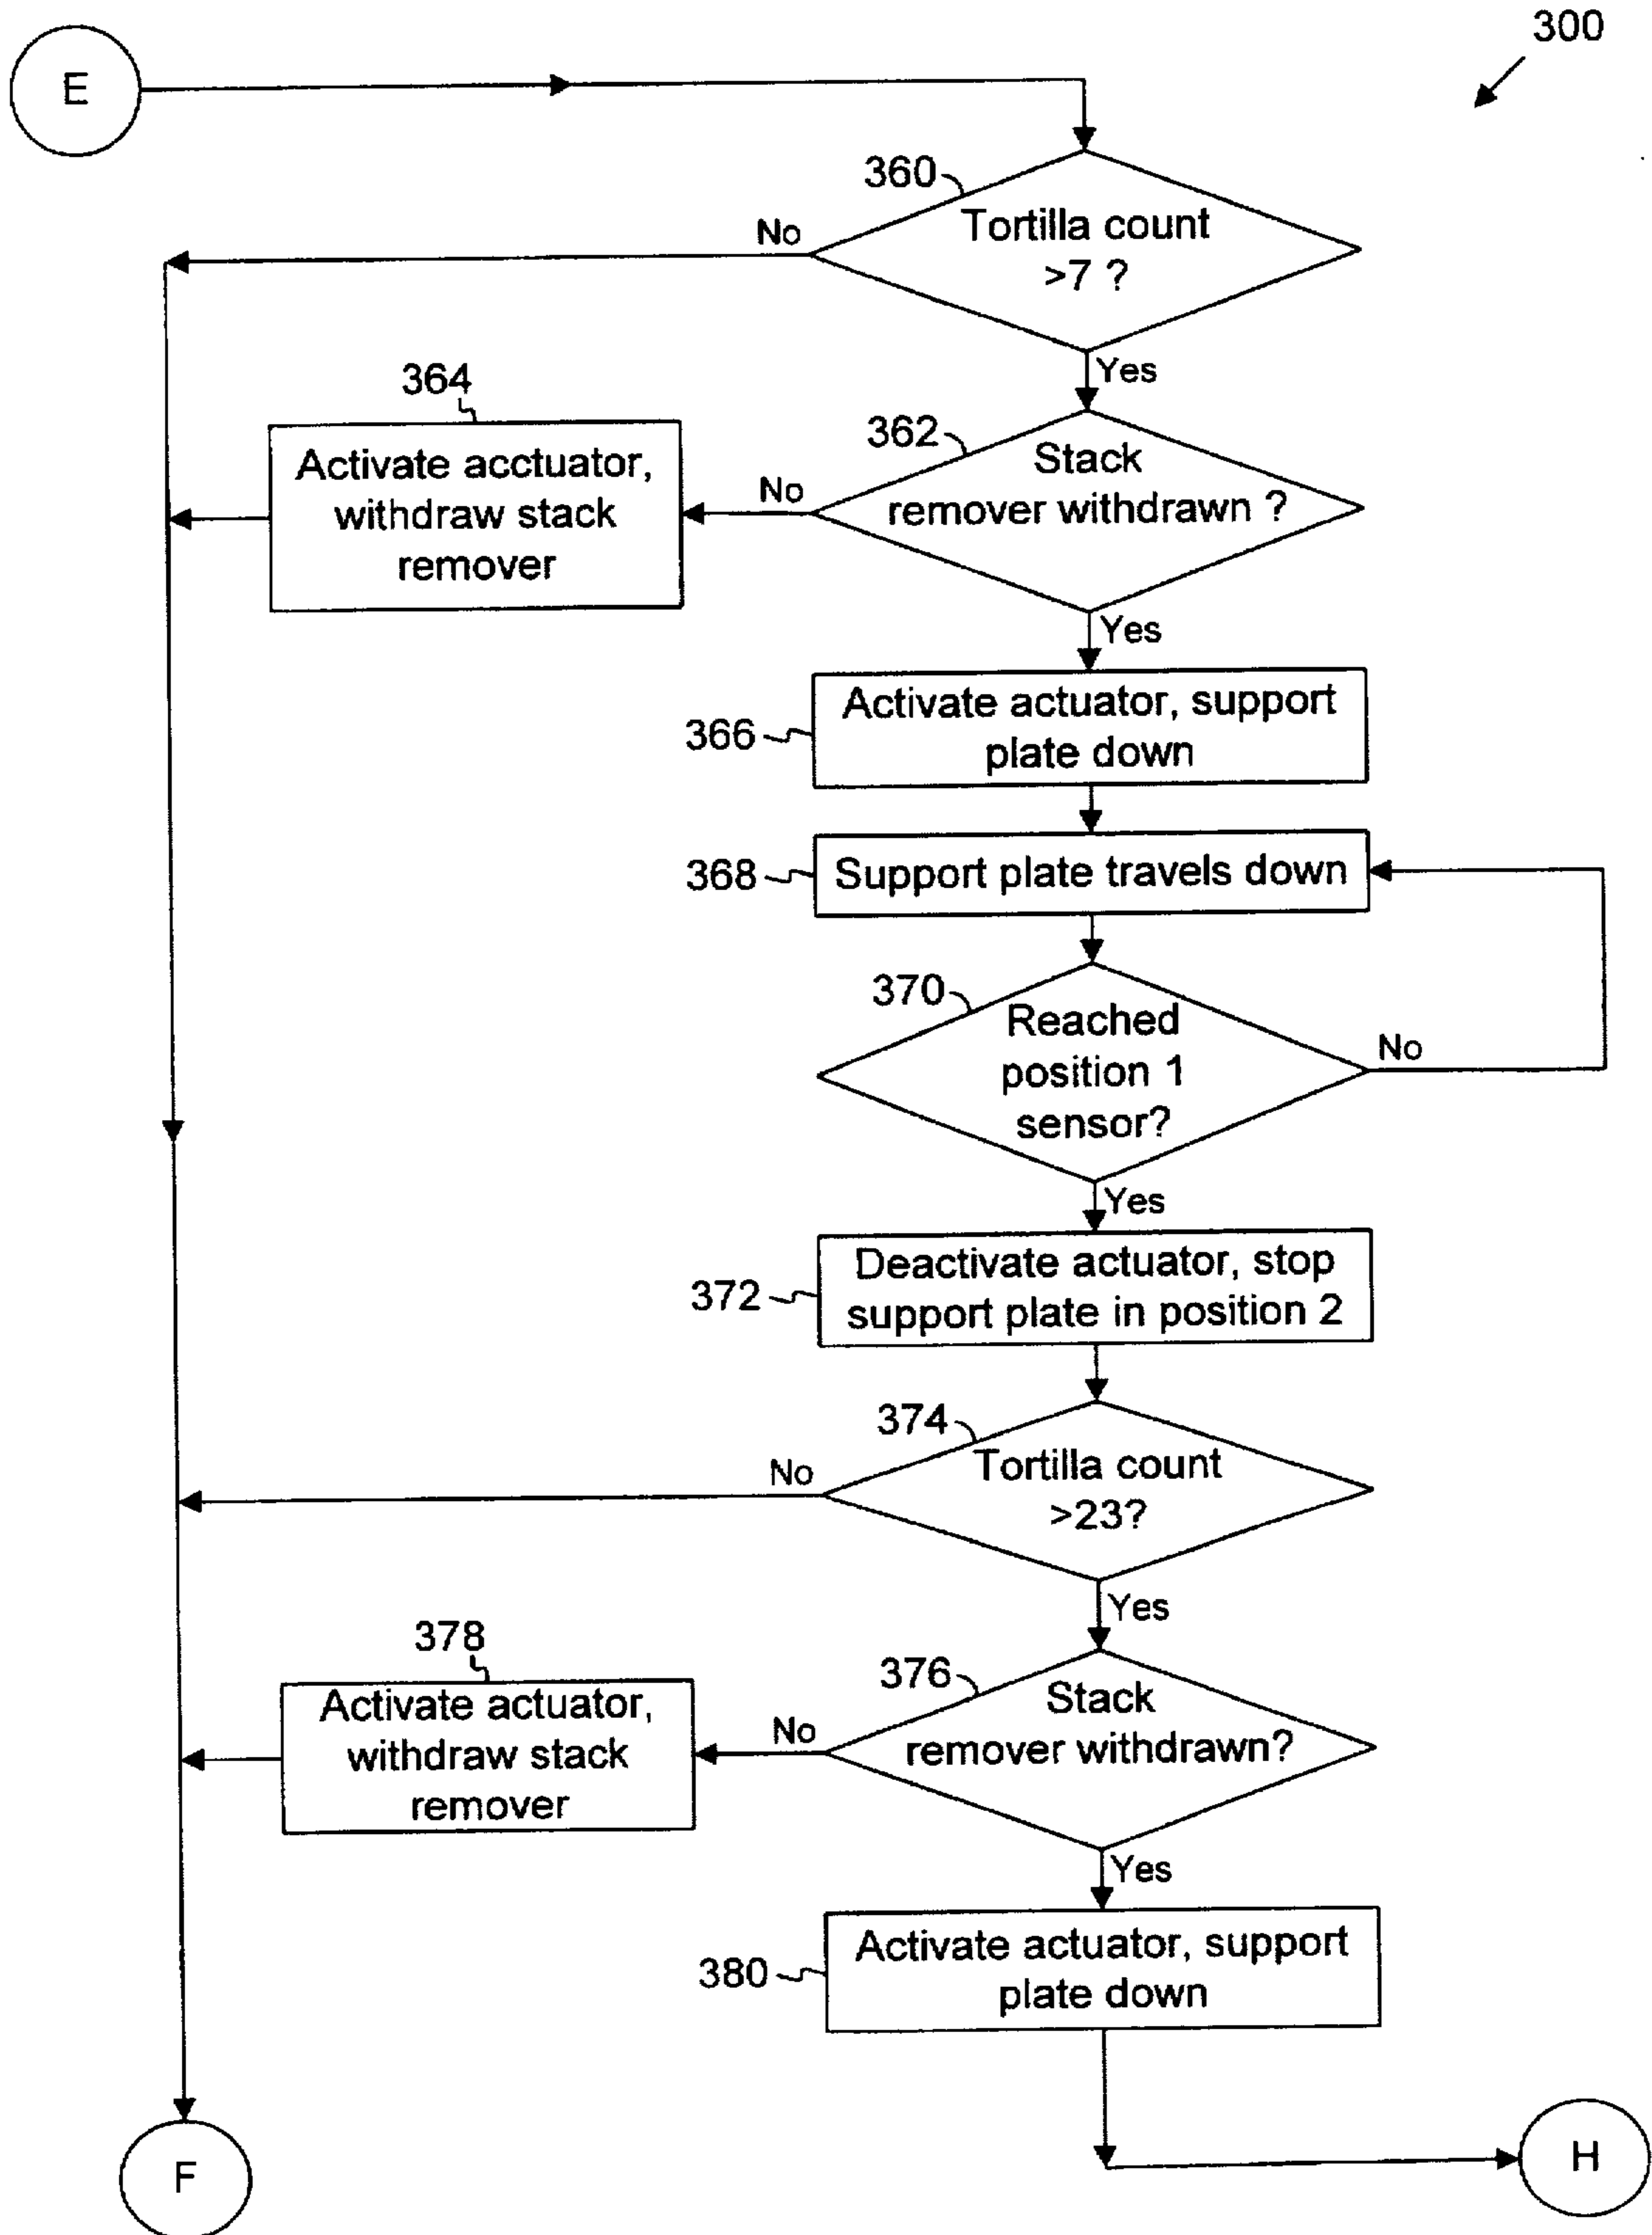 300
E
360
Tortilla count
>7 ?
No
Yes
364
Activate acctuator,
withdraw stack
remover
362
Stack
remover withdrawn ?
No
Yes
366
Activate actuator, support
plate down
368
Support plate travels down
370
Reached
position 1
sensor?
No
Yes
372
Deactivate actuator, stop
support plate in position 2
374
Tortilla count
>23?
No
Yes
378
Activate actuator,
withdraw stack
remover
376
Stack
remover withdrawn?
No
Yes
380
Activate actuator, support
plate down
F
H